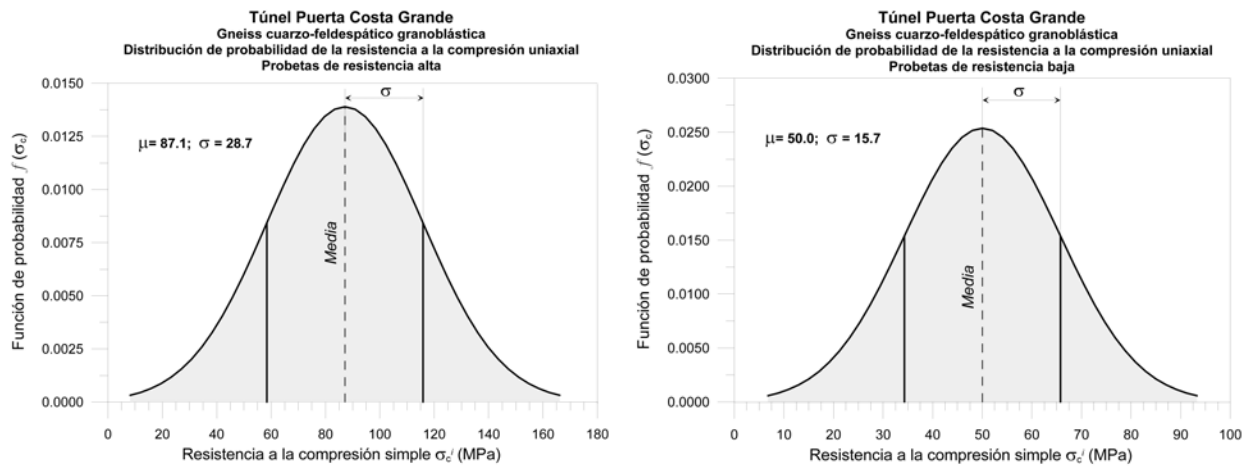 Túnel Puerta Costa Grande
Gneiss cuarzo-feldespático granoblástica
Distribución de probabilidad de la resistencia a la compresión uniaxial
Probetas de resistencia alta
σ
μ= 87.1; σ = 28.7
Media
Función de probabilidad f (σc)
0.0150
0.0125
0.0100
0.0075
0.0050
0.0025
0.0000
0 20 40 60 80 100 120 140 160 180
Resistencia a la compresión simple σcⁱ (MPa)
Túnel Puerta Costa Grande
Gneiss cuarzo-feldespático granoblástica
Distribución de probabilidad de la resistencia a la compresión uniaxial
Probetas de resistencia baja
σ
μ= 50.0; σ = 15.7
Media
Función de probabilidad f (σc)
0.0300
0.0250
0.0200
0.0150
0.0100
0.0050
0.0000
0 10 20 30 40 50 60 70 80 90 100
Resistencia a la compresión simple σcⁱ (MPa)